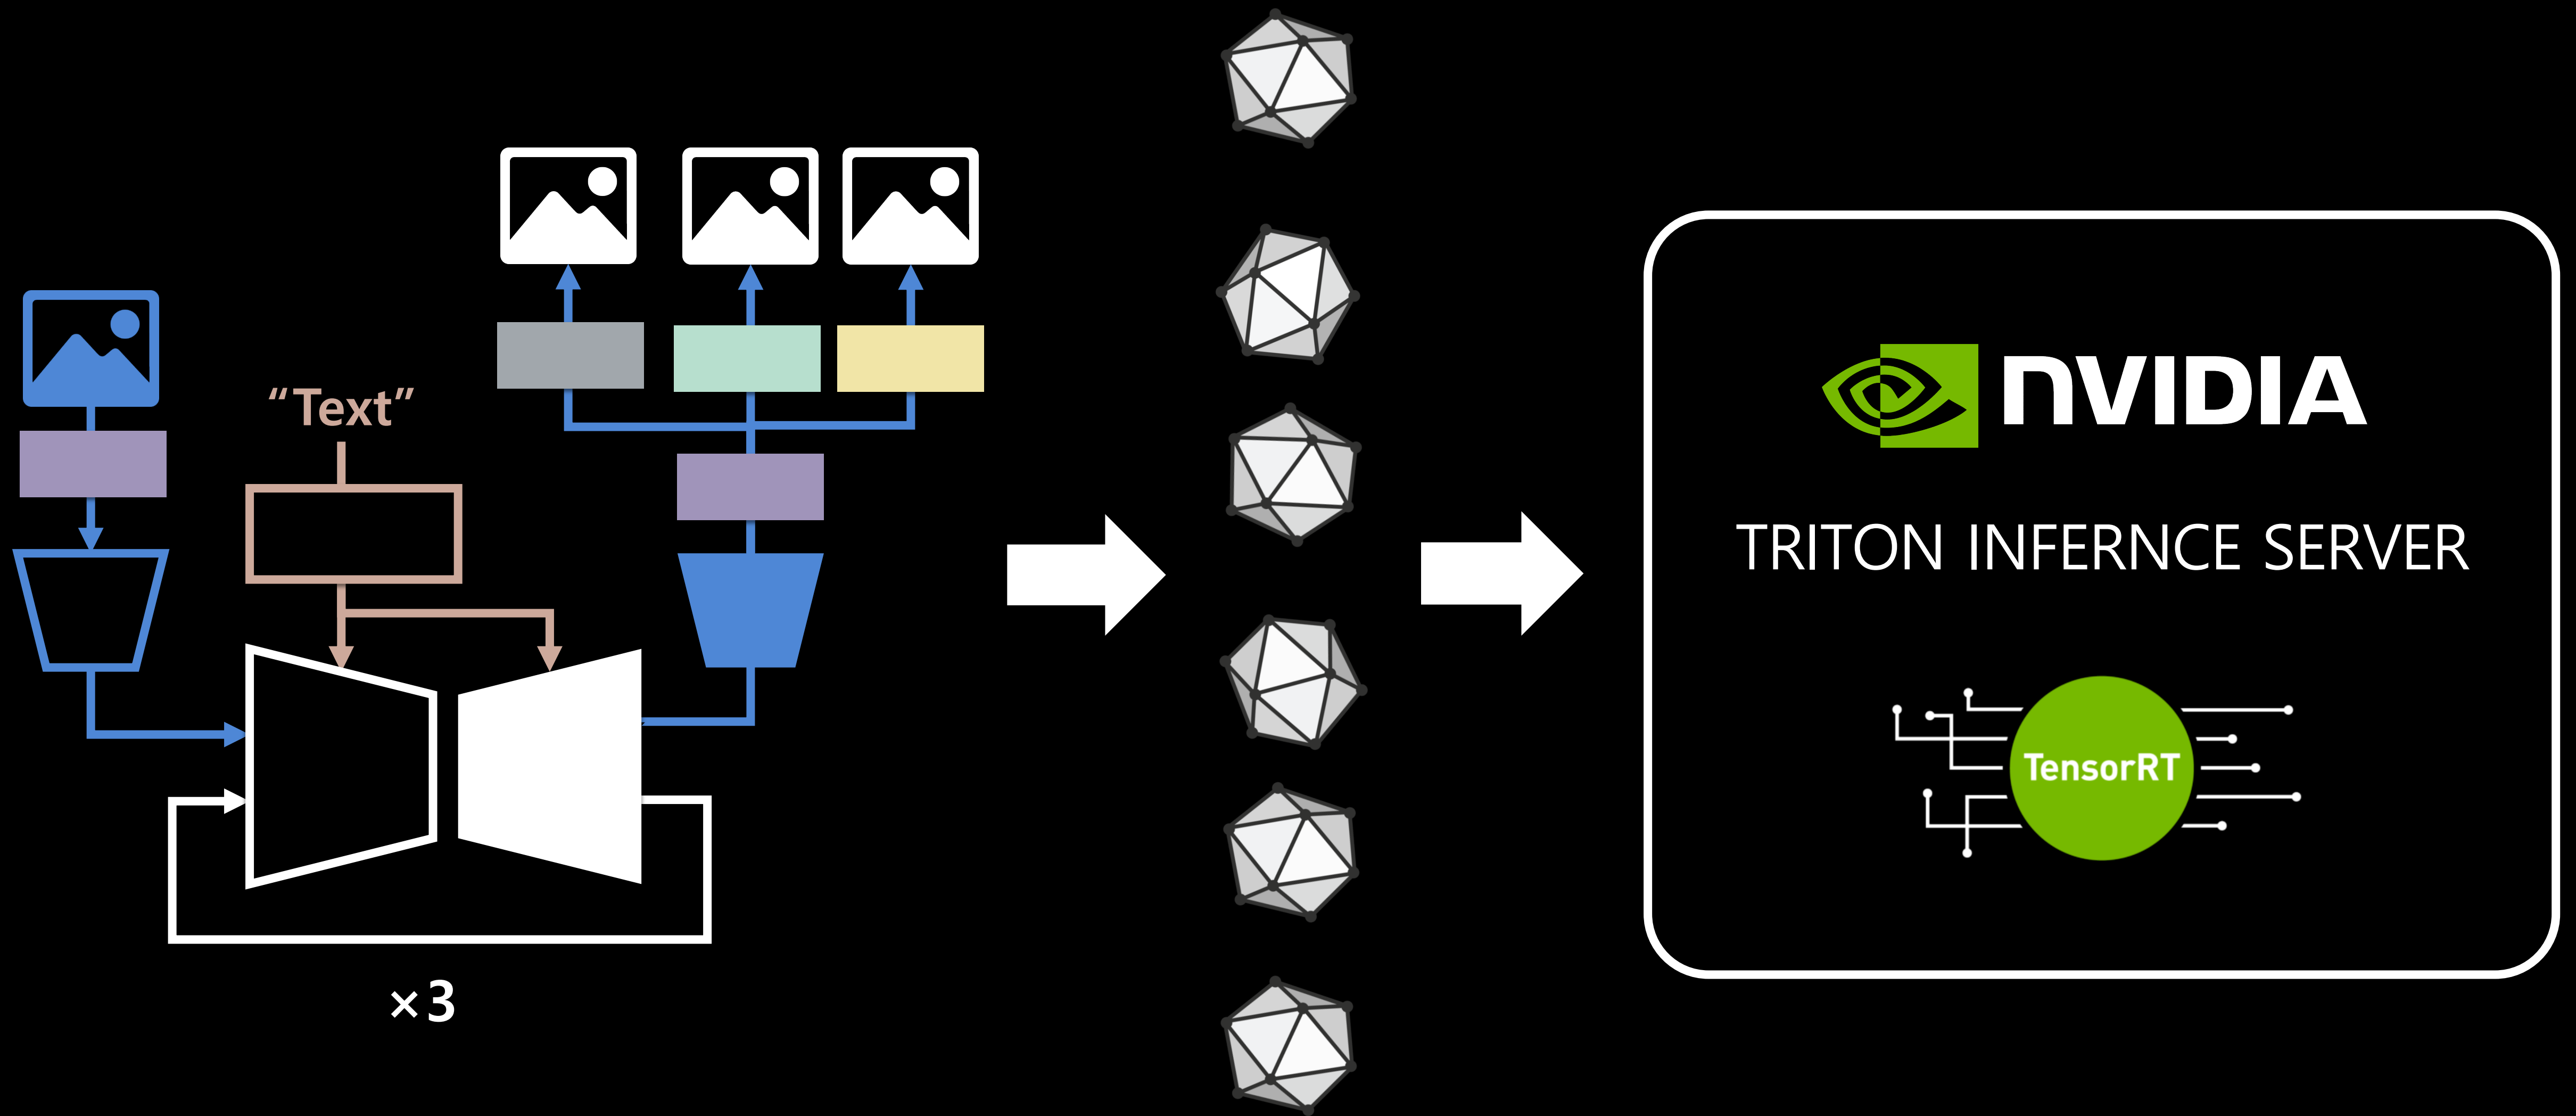 “Text”
×3
NVIDIA
TRITON INFERNCE SERVER
TensorRT